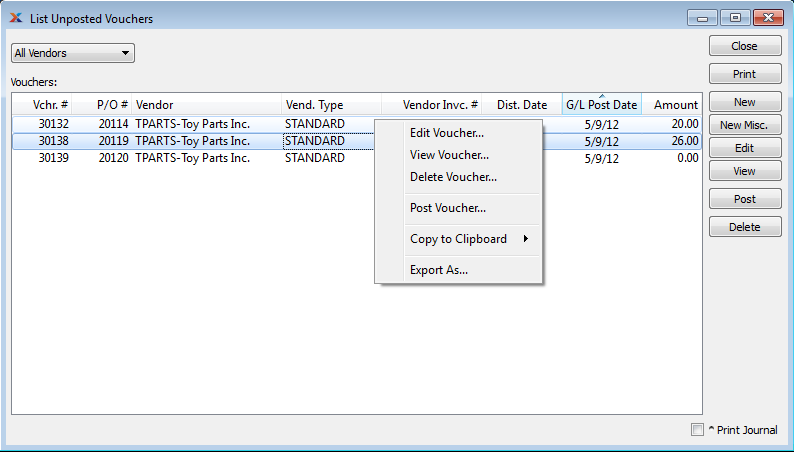 List Unposted Vouchers
All Vendors
Close
Vouchers:
Print
Vchr. # P/O # Vendor Vend. Type Vendor Invc. # Dist. Date G/L Post Date Amount
New
30132 20114 TPARTS-Toy Parts Inc. STANDARD 5/9/12 20.00
New Misc.
30138 20119 TPARTS-Toy Parts Inc. STANDARD 5/9/12 26.00
Edit
30139 20120 TPARTS-Toy Parts Inc. STANDARD 5/9/12 0.00
View
Post
Delete
Edit Voucher...
View Voucher...
Delete Voucher...
Post Voucher...
Copy to Clipboard
Export As...
^ Print Journal